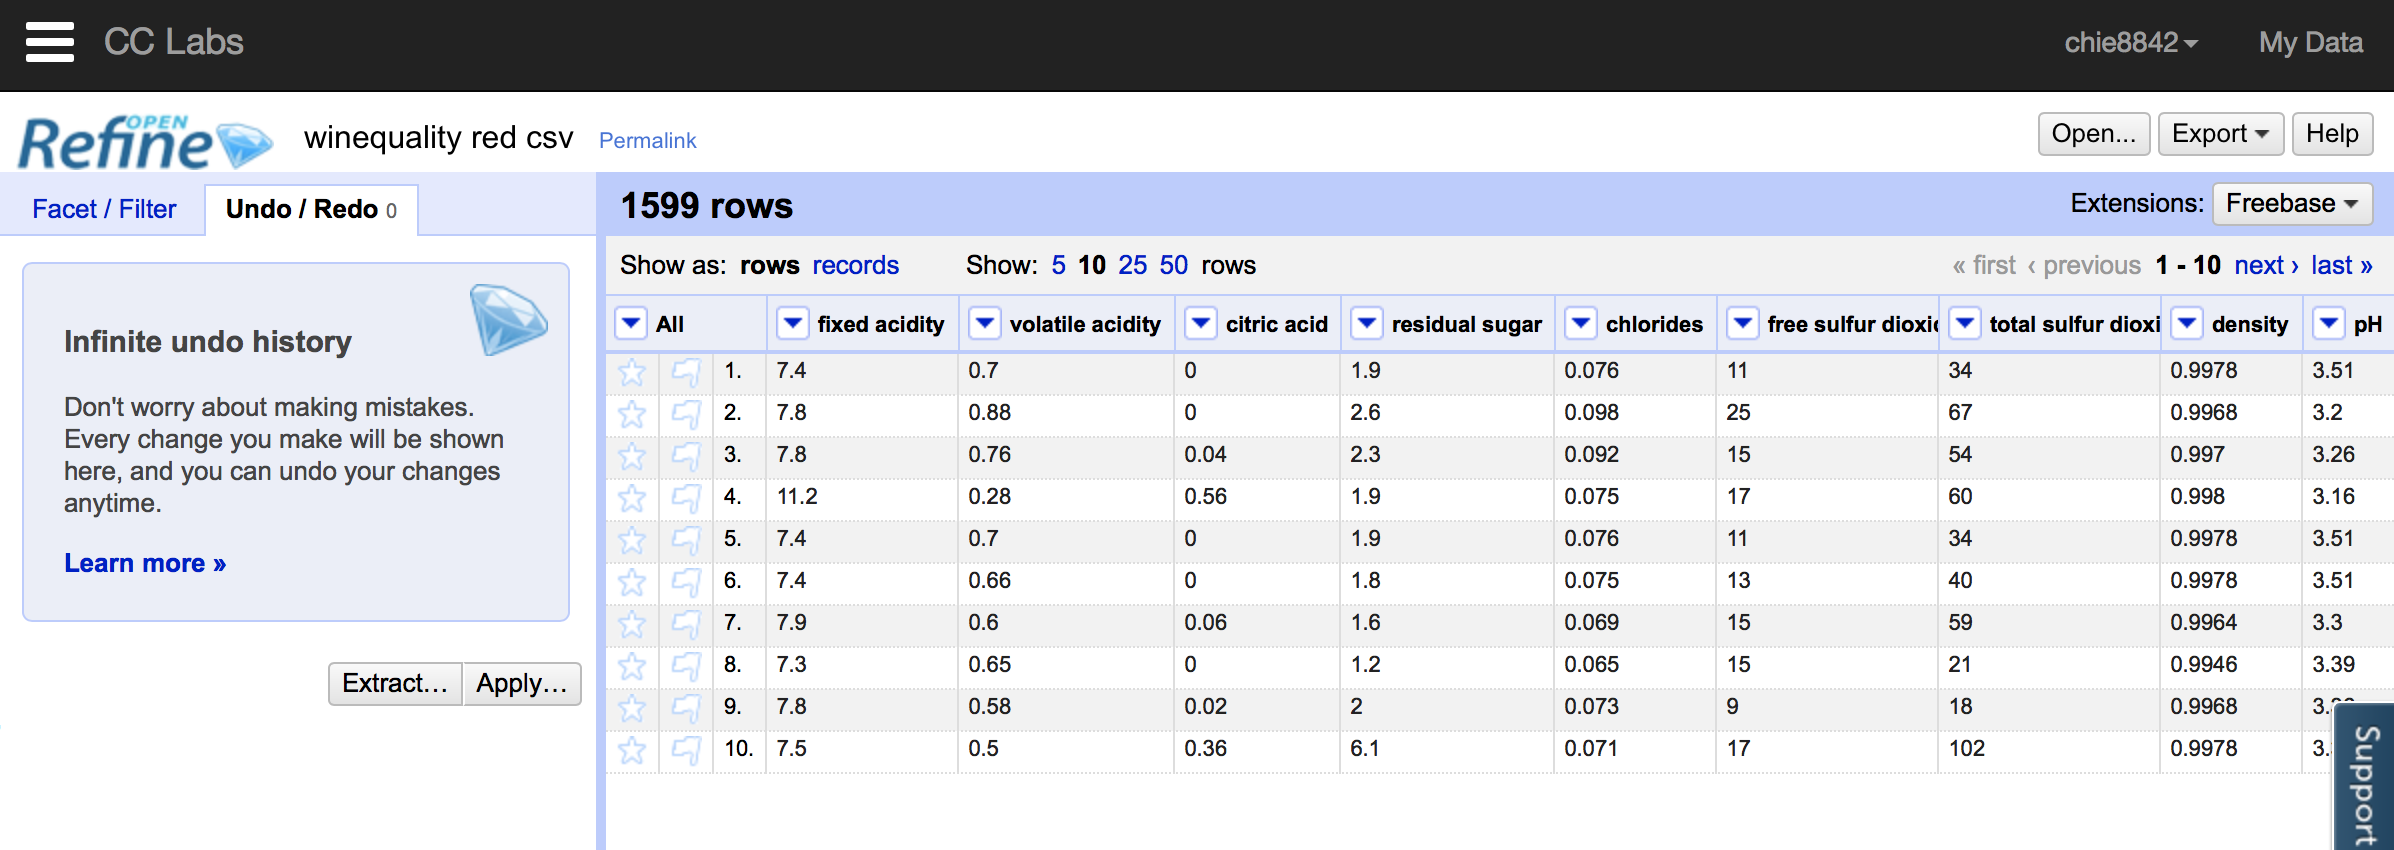 CC Labs chie8842 My Data
OPEN
Refine winequality red csv Permalink Open... Export Help
Facet / Filter Undo / Redo 0 1599 rows Extensions: Freebase
Show as: rows records Show: 5 10 25 50 rows « first ‹ previous 1 - 10 next › last »
All fixed acidity volatile acidity citric acid residual sugar chlorides free sulfur total sulfur density pH
1. 7.4 0.7 0 1.9 0.076 11 34 0.9978 3.51
2. 7.8 0.88 0 2.6 0.098 25 67 0.9968 3.2
3. 7.8 0.76 0.04 2.3 0.092 15 54 0.997 3.26
4. 11.2 0.28 0.56 1.9 0.075 17 60 0.998 3.16
5. 7.4 0.7 0 1.9 0.076 11 34 0.9978 3.51
6. 7.4 0.66 0 1.8 0.075 13 40 0.9978 3.51
7. 7.9 0.6 0.06 1.6 0.069 15 59 0.9964 3.3
8. 7.3 0.65 0 1.2 0.065 15 21 0.9946 3.39
9. 7.8 0.58 0.02 2 0.073 9 18 0.9968
10. 7.5 0.5 0.36 6.1 0.071 17 102 0.9978
Infinite undo history
Don't worry about making mistakes.
Every change you make will be shown
here, and you can undo your changes
anytime.
Learn more »
Extract... Apply...
Support